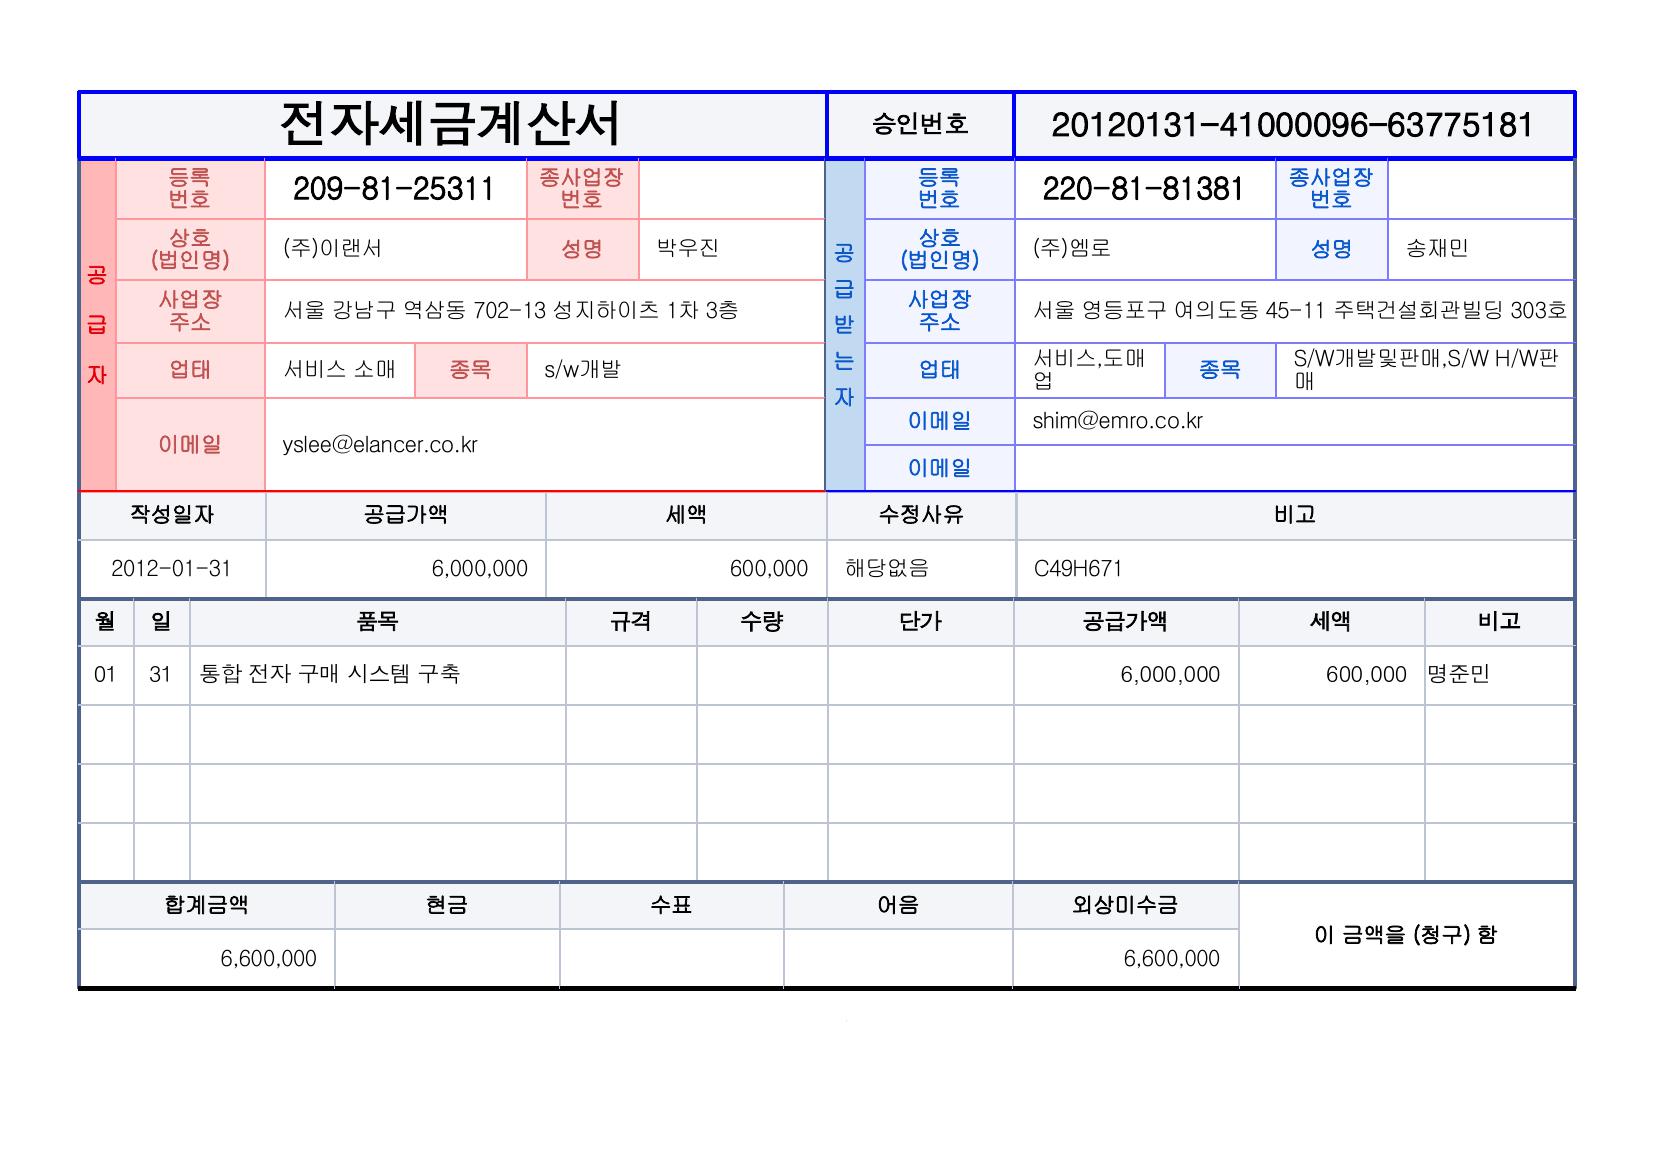 전자세금계산서 승인번호 20120131-41000096-63775181
공급자
등록번호 209-81-25311 종사업장번호
상호(법인명) (주)이랜서 성명 박우진
사업장주소 서울 강남구 역삼동 702-13 성지하이츠 1차 3층
업태 서비스 소매 종목 s/w개발
이메일 yslee@elancer.co.kr
공급받는자
등록번호 220-81-81381 종사업장번호
상호(법인명) (주)엠로 성명 송재민
사업장주소 서울 영등포구 여의도동 45-11 주택건설회관빌딩 303호
업태 서비스,도매업 종목 S/W개발및판매,S/W H/W판매
이메일 shim@emro.co.kr
이메일
작성일자 공급가액 세액 수정사유 비고
2012-01-31 6,000,000 600,000 해당없음 C49H671
월 일 품목 규격 수량 단가 공급가액 세액 비고
01 31 통합 전자 구매 시스템 구축 6,000,000 600,000 명준민
합계금액 현금 수표 어음 외상미수금 이 금액을 (청구) 함
6,600,000 6,600,000